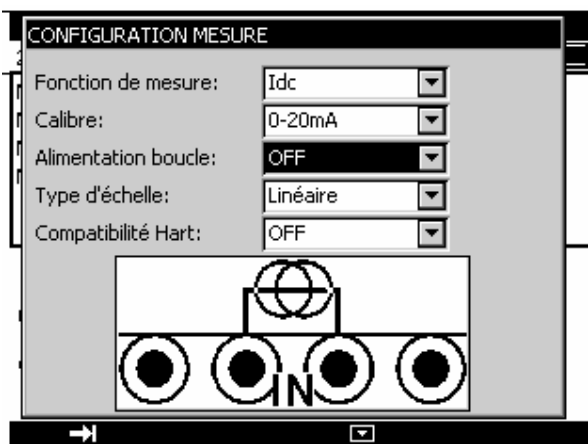 CONFIGURATION MESURE
Fonction de mesure: Idc
Calibre: 0-20mA
Alimentation boucle: OFF
Type d'échelle: Linéaire
Compatibilité Hart: OFF
IN